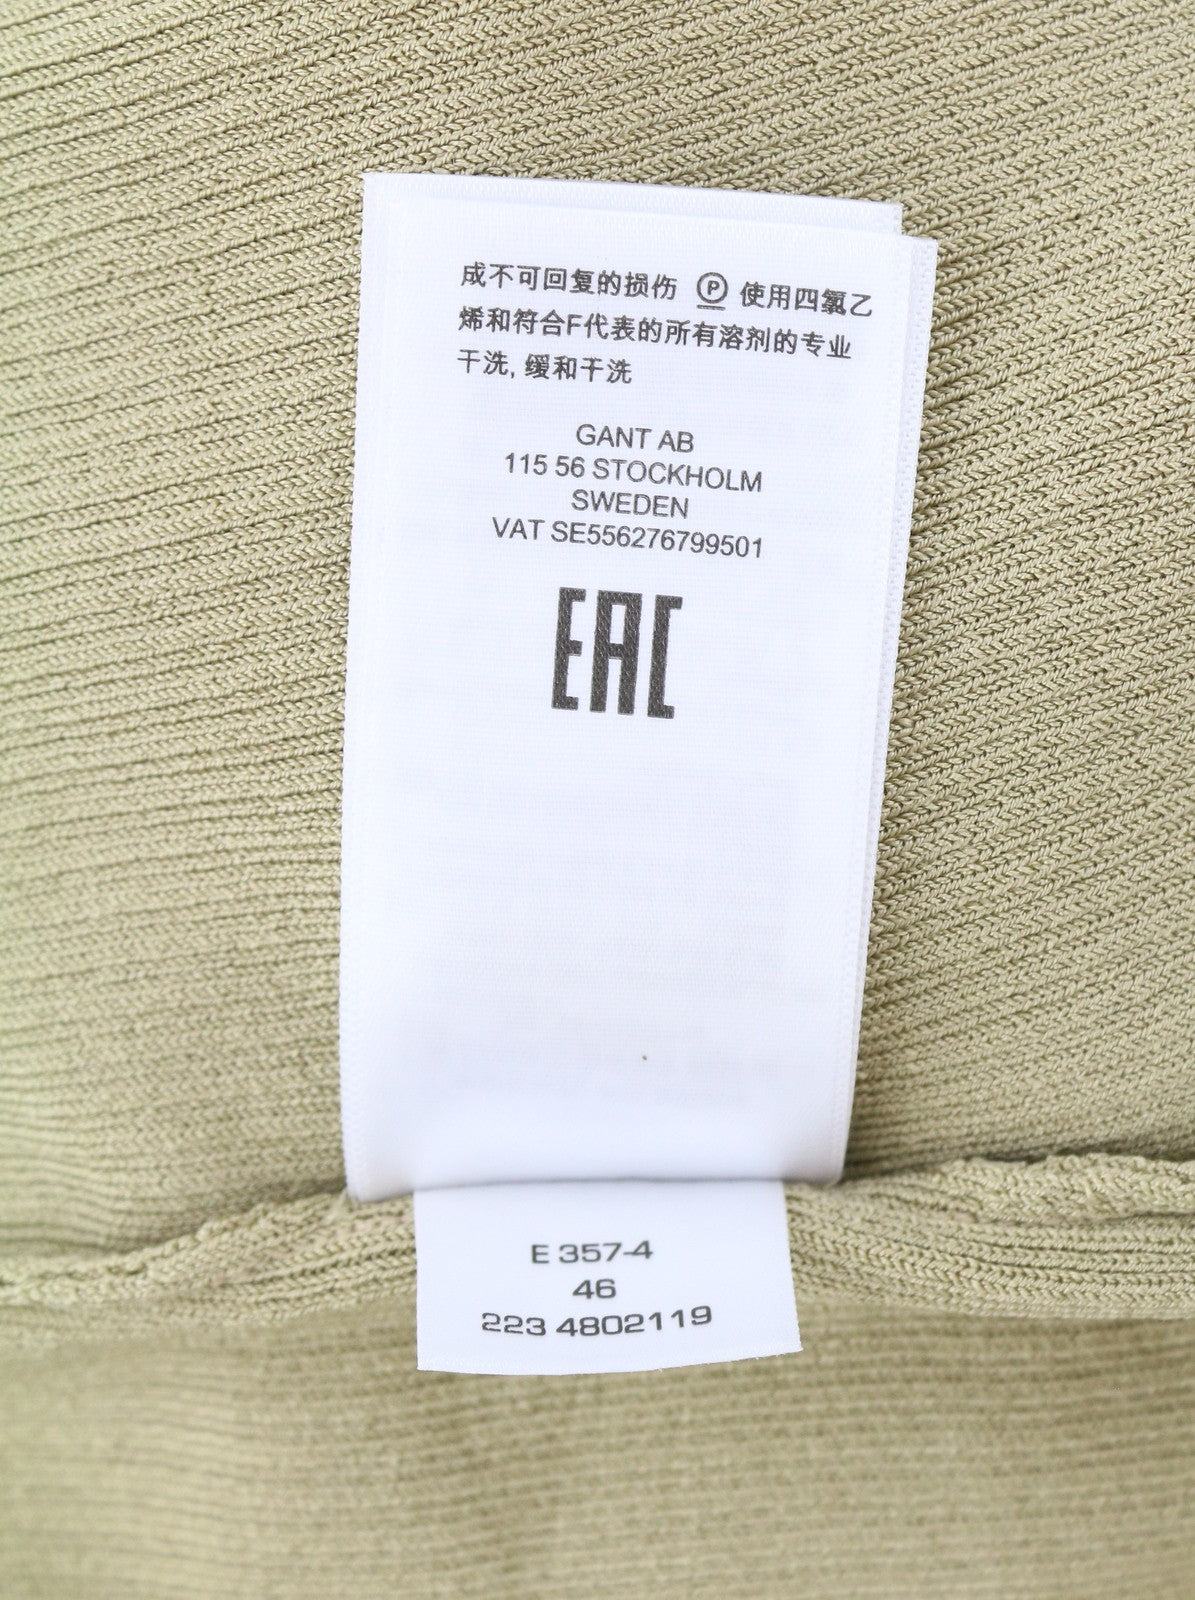 成不可回复的损伤 Ⓟ 使用四氯乙
烯和符合F代表的所有溶剂的专业
干洗, 缓和干洗
GANT AB
115 56 STOCKHOLM
SWEDEN
VAT SE556276799501
EAC
E 357-4
46
223 4802119